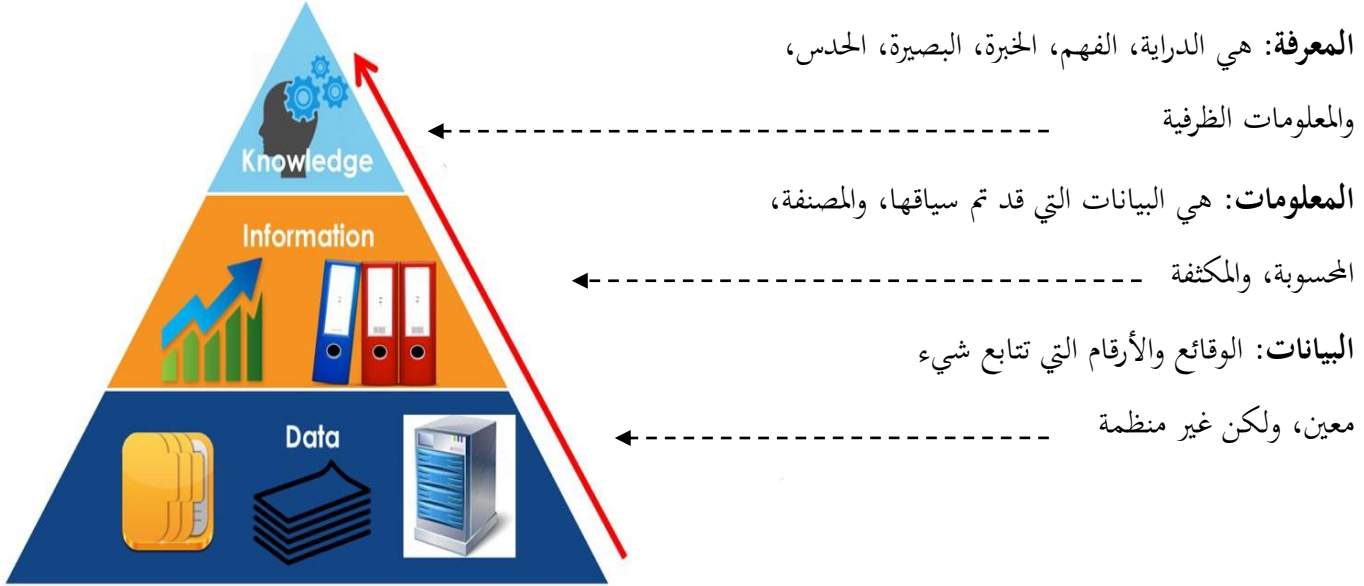 المعرفة: هي الدراية، الفهم، الخبرة، البصيرة، الحدس،
والمعلومات الظرفية
Knowledge
المعلومات: هي البيانات التي قد تم سياقها، والمصنفة،
Information
المحسوبة، والمكثفة
البيانات: الوقائع والأرقام التي تتابع شيء
معين، ولكن غير منظمة
Data